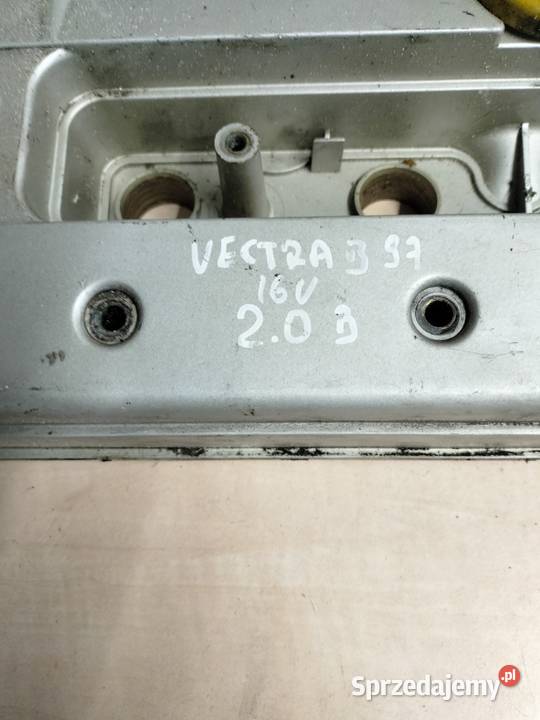 VECTRA B 97
16V
2.0 B
Sprzedajemy.pl